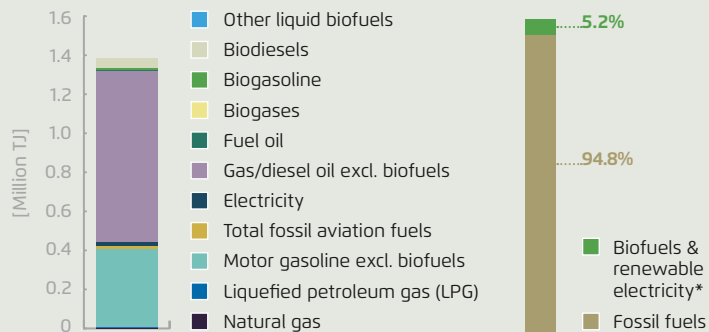 [Million TJ]
1.6
1.4
1.2
1.0
0.8
0.6
0.4
0.2
0
Other liquid biofuels
Biodiesels
Biogasoline
Biogases
Fuel oil
Gas/diesel oil excl. biofuels
Electricity
Total fossil aviation fuels
Motor gasoline excl. biofuels
Liquefied petroleum gas (LPG)
Natural gas
5.2%
94.8%
Biofuels &
renewable
electricity*
Fossil fuels